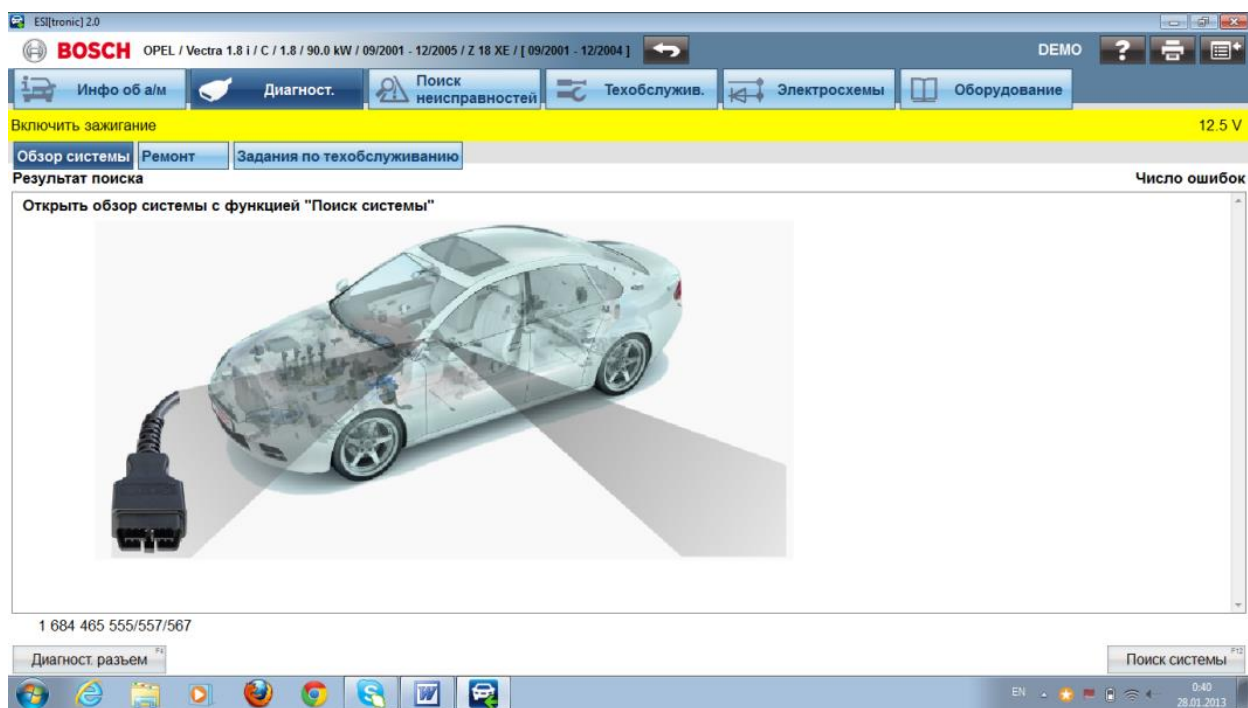 ESI[tronic] 2.0
BOSCH OPEL / Vectra 1.8 i / C / 1.8 / 90.0 kW / 09/2001 - 12/2005 / Z 18 XE / [ 09/2001 - 12/2004 ] DEMO ?
Инфо об а/м Диагност. Поиск неисправностей Техобслужив. Электросхемы Оборудование
Включить зажигание 12.5 V
Обзор системы Ремонт Задания по техобслуживанию
Результат поиска Число ошибок
Открыть обзор системы с функцией "Поиск системы"
1 684 465 555/557/567
Диагност. разъем Поиск системы F12
EN 0:40
28.01.2013